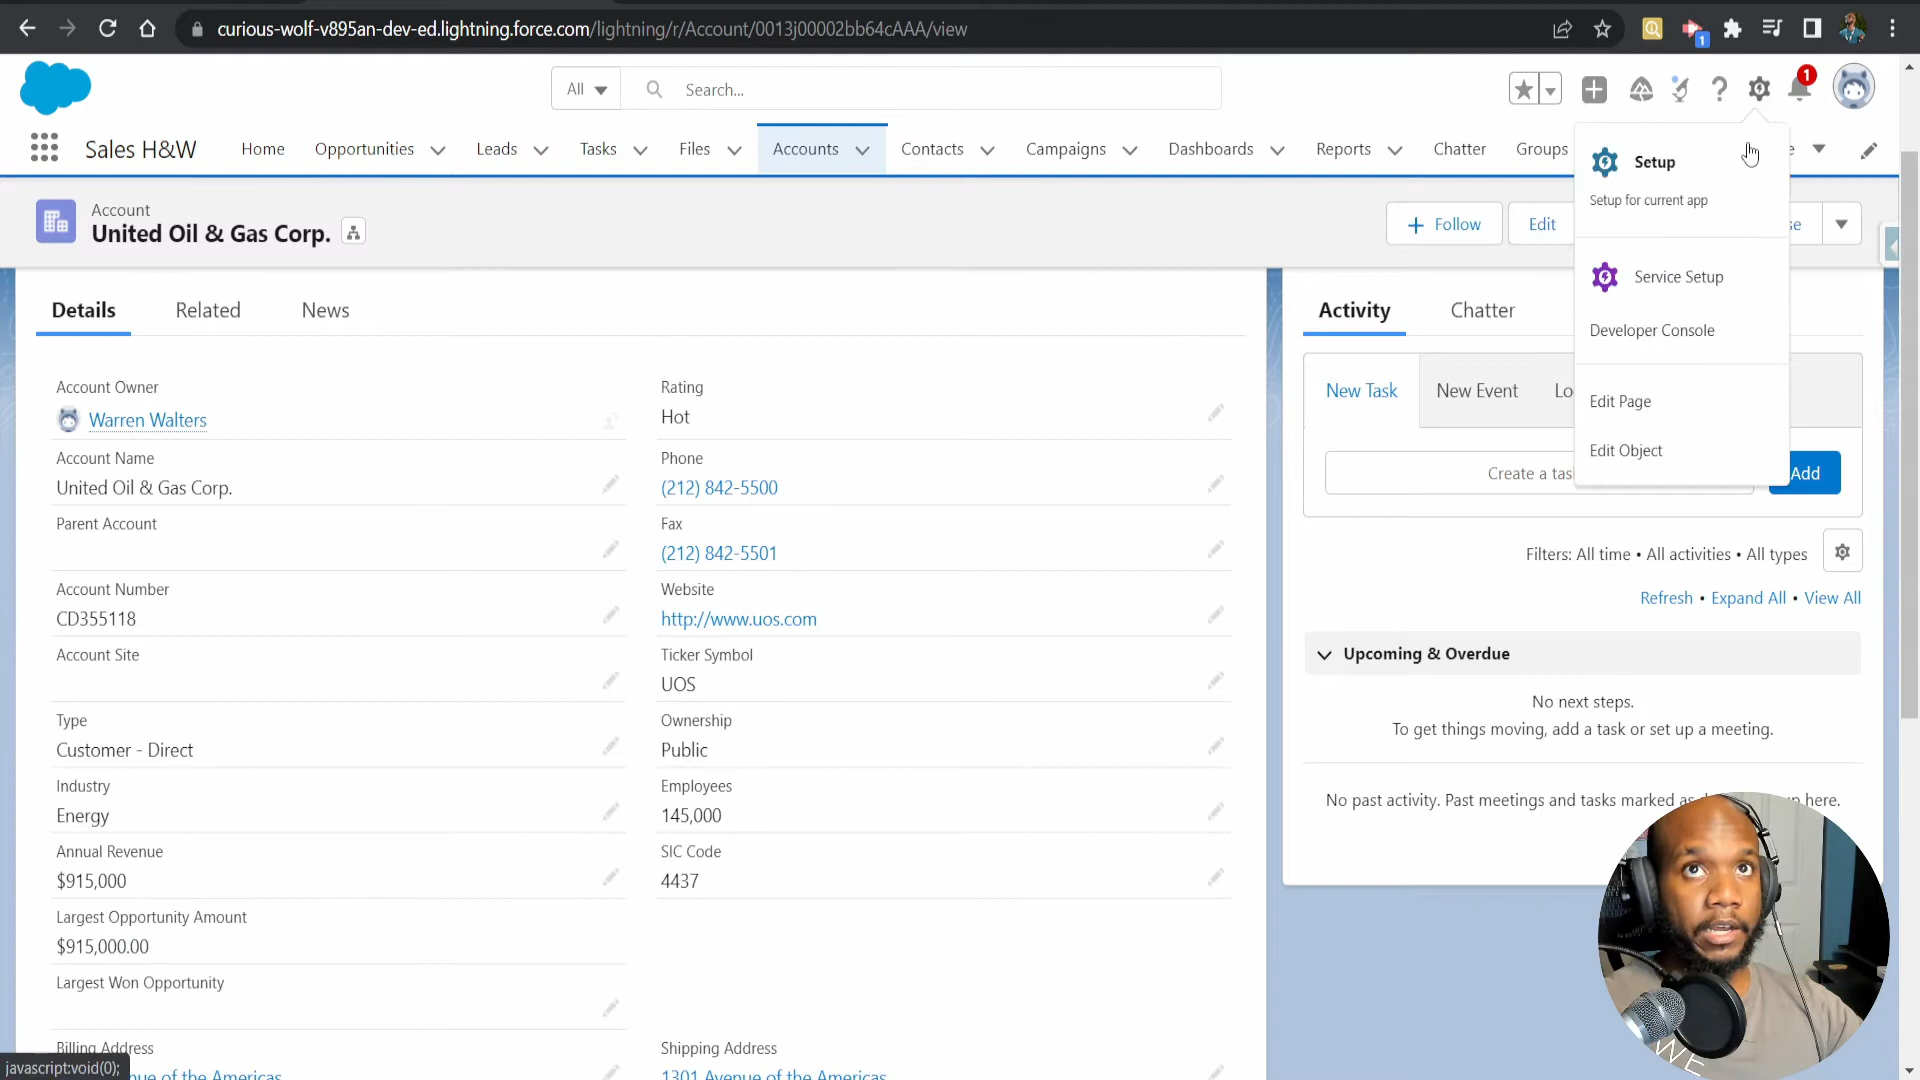 curious-wolf-v895an-dev-ed.lightning.force.com/lightning/r/Account/0013j00002bb64cAAA/view
1
All
Search...
1
Sales H&W
Home
Opportunities
Leads
Tasks
Files
Accounts
Contacts
Campaigns
Dashboards
Reports
Chatter
Groups
Setup
Setup for current app
Service Setup
Developer Console
Edit Page
Edit Object
Account
United Oil & Gas Corp.
Follow
Edit
Details
Related
News
Account Owner
Warren Walters
Rating
Hot
Account Name
United Oil & Gas Corp.
Phone
(212) 842-5500
Parent Account
Fax
(212) 842-5501
Account Number
CD355118
Website
http://www.uos.com
Account Site
Ticker Symbol
UOS
Type
Customer - Direct
Ownership
Public
Industry
Energy
Employees
145,000
Annual Revenue
$915,000
SIC Code
4437
Largest Opportunity Amount
$915,000.00
Largest Won Opportunity
Billing Address
nue of the Americas
Shipping Address
1301 Avenue of the Americas
Activity
Chatter
New Task
New Event
Lo
Create a tas
Add
Filters: All time • All activities • All types
Refresh • Expand All • View All
Upcoming & Overdue
No next steps.
To get things moving, add a task or set up a meeting.
No past activity. Past meetings and tasks marked as
here.
javascript:void(0);
WE